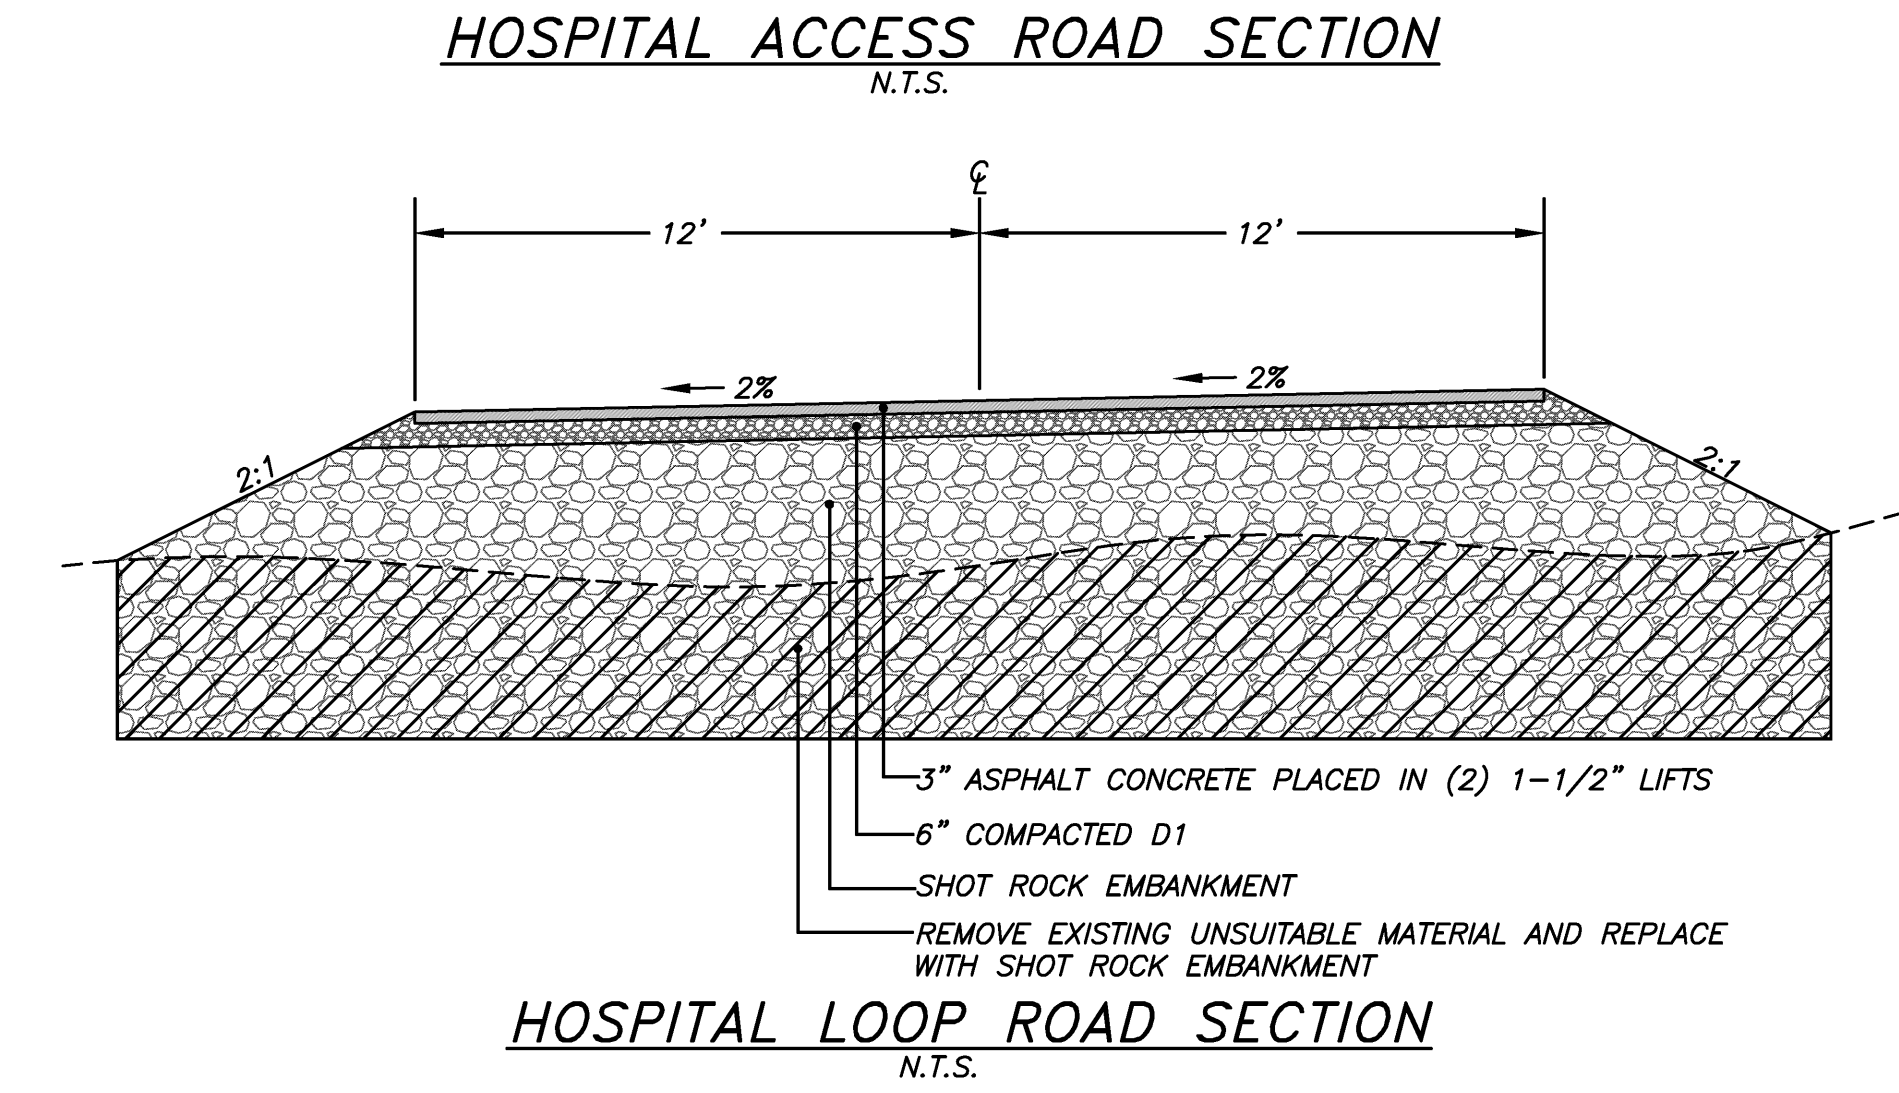 HOSPITAL ACCESS ROAD SECTION
N.T.S.
℄
12' 12'
2% 2%
2:1 2:1
3" ASPHALT CONCRETE PLACED IN (2) 1-1/2" LIFTS
6" COMPACTED D1
SHOT ROCK EMBANKMENT
REMOVE EXISTING UNSUITABLE MATERIAL AND REPLACE
WITH SHOT ROCK EMBANKMENT
HOSPITAL LOOP ROAD SECTION
N.T.S.